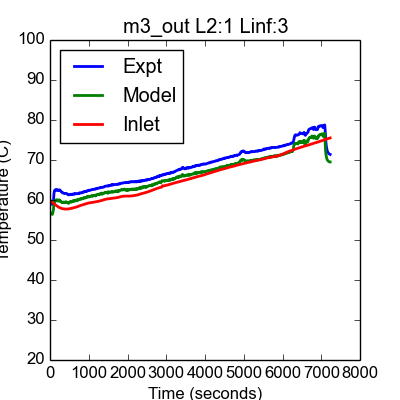 m3_out L2:1 Linf:3
100
90
80
70
60
50
40
30
20
Temperature (C)
Expt
Model
Inlet
0 1000 2000 3000 4000 5000 6000 7000 8000
Time (seconds)